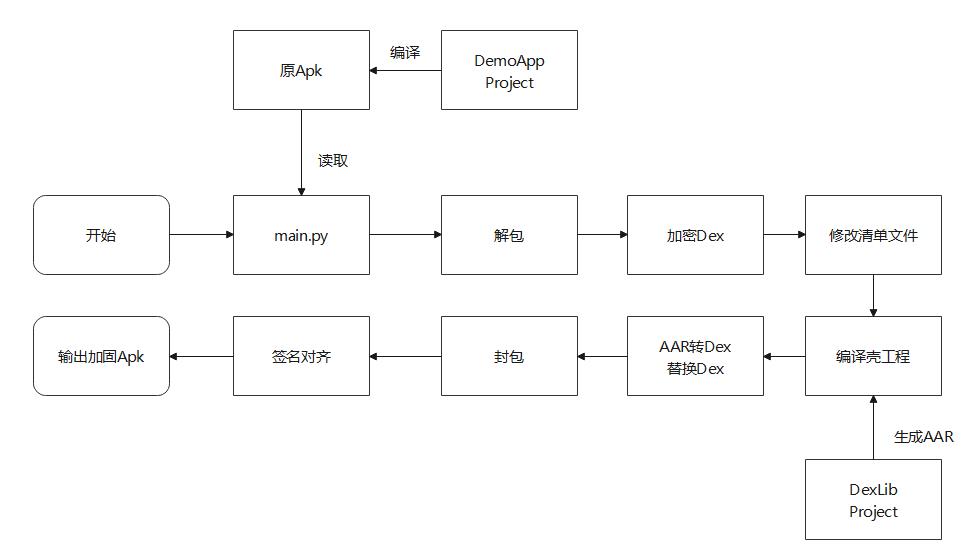 原Apk
编译
DemoApp
Project
读取
开始
main.py
解包
加密Dex
修改清单文件
输出加固Apk
签名对齐
封包
AAR转Dex
替换Dex
编译壳工程
生成AAR
DexLib
Project